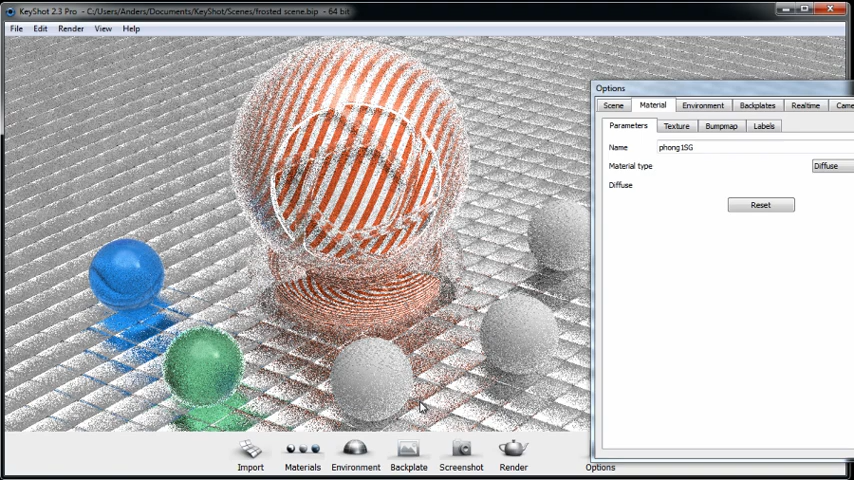 KeyShot 2.3 Pro - C:/Users/Anders/Documents/KeyShot/Scenes/frosted scene.bip - 64 bit
File Edit Render View Help
Options
Scene Material Environment Backplates Realtime Came
Parameters Texture Bumpmap Labels
Name phong1SG
Material type Diffuse
Diffuse
Reset
Import Materials Environment Backplate Screenshot Render Options